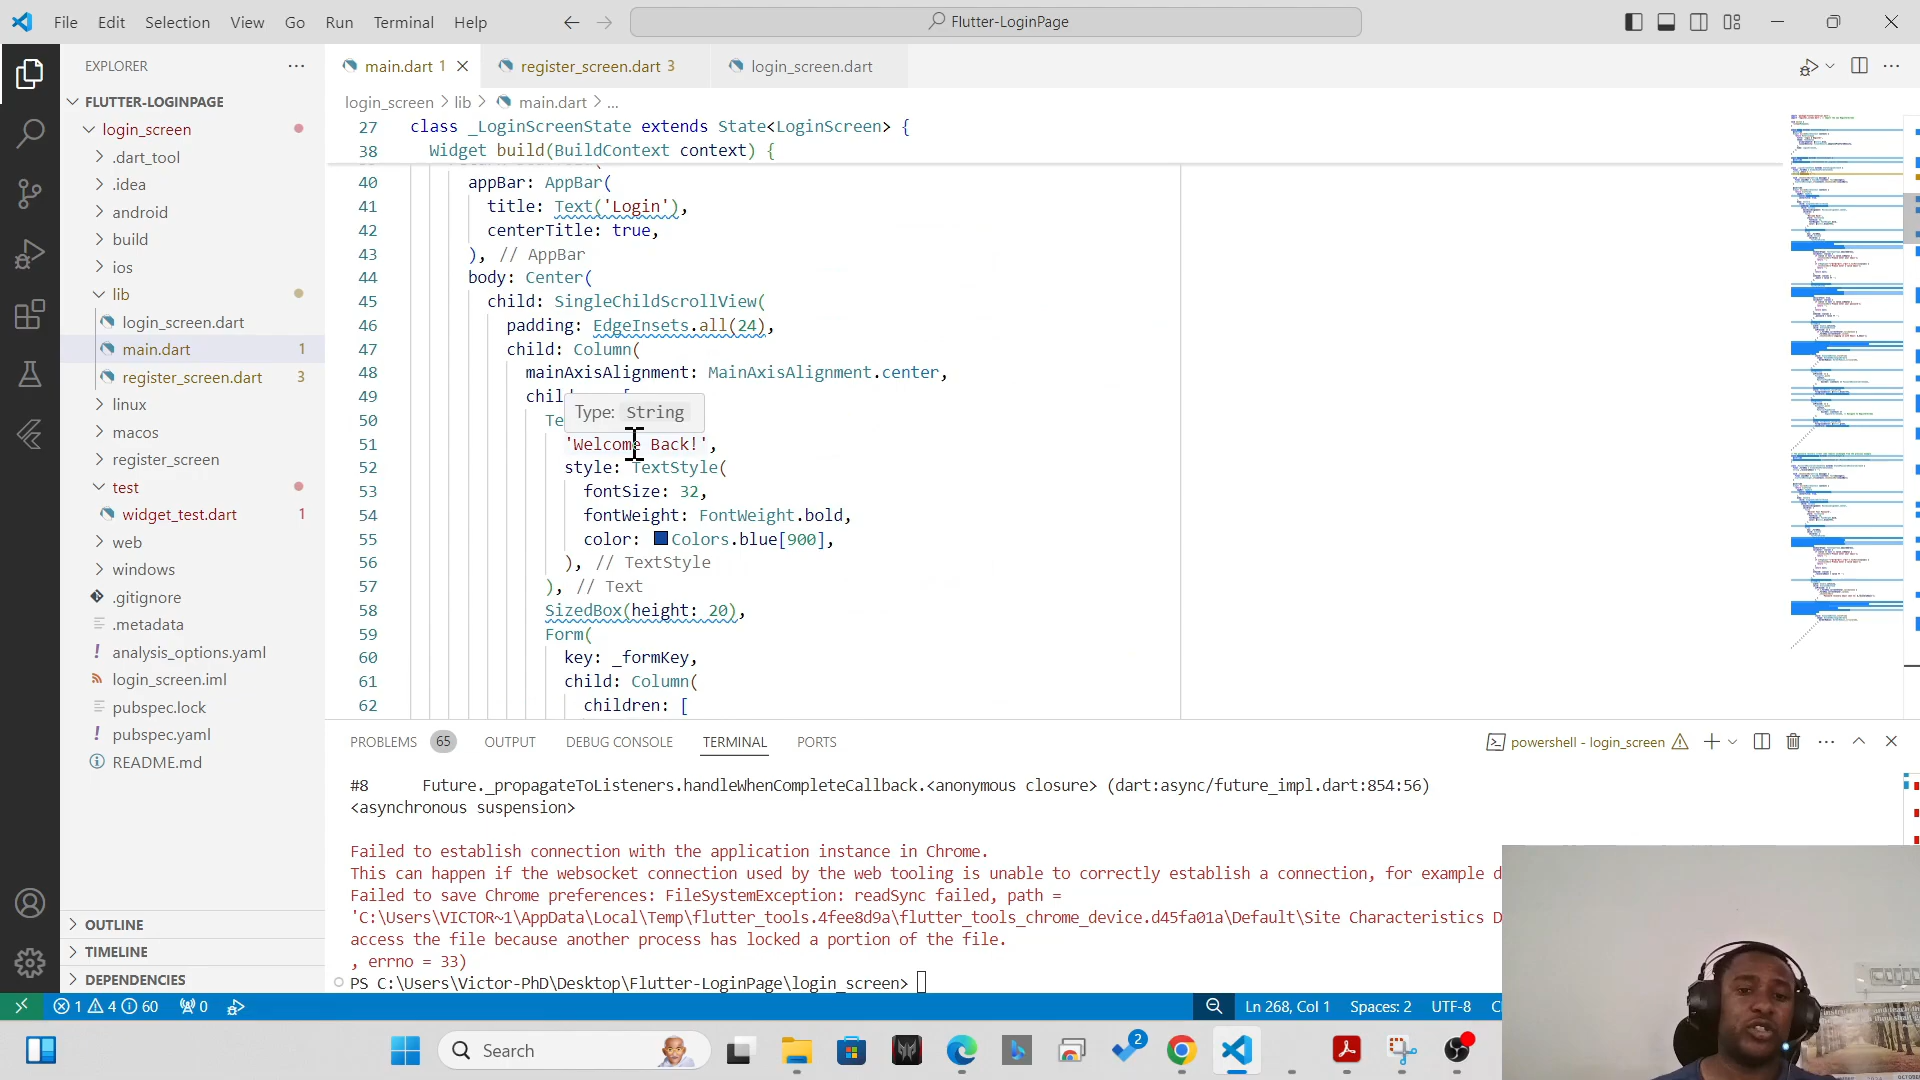 File Edit Selection View Go Run Terminal Help
Flutter-LoginPage
EXPLORER
main.dart 1
register_screen.dart 3
login_screen.dart
FLUTTER-LOGINPAGE
login_screen
.dart_tool
.idea
android
build
ios
lib
login_screen.dart
main.dart 1
register_screen.dart 3
linux
macos
register_screen
test
widget_test.dart 1
web
windows
.gitignore
.metadata
! analysis_options.yaml
login_screen.iml
pubspec.lock
! pubspec.yaml
README.md
OUTLINE
TIMELINE
DEPENDENCIES
login_screen > lib > main.dart > ...
27 class _LoginScreenState extends State<LoginScreen> {
38 Widget build(BuildContext context) {
40 appBar: AppBar(
41 title: Text('Login'),
42 centerTitle: true,
43 ), // AppBar
44 body: Center(
45 child: SingleChildScrollView(
46 padding: EdgeInsets.all(24),
47 child: Column(
48 mainAxisAlignment: MainAxisAlignment.center,
49 chil
Type: String
50 Te
51 'Welcome Back!',
52 style: TextStyle(
53 fontSize: 32,
54 fontWeight: FontWeight.bold,
55 color: Colors.blue[900],
56 ), // TextStyle
57 ), // Text
58 SizedBox(height: 20),
59 Form(
60 key: _formKey,
61 child: Column(
62 children: [
PROBLEMS 65 OUTPUT DEBUG CONSOLE TERMINAL PORTS
powershell - login_screen
#8 Future._propagateToListeners.handleWhenCompleteCallback.<anonymous closure> (dart:async/future_impl.dart:854:56)
<asynchronous suspension>
Failed to establish connection with the application instance in Chrome.
This can happen if the websocket connection used by the web tooling is unable to correctly establish a connection, for example d
Failed to save Chrome preferences: FileSystemException: readSync failed, path =
'C:\Users\VICTOR~1\AppData\Local\Temp\flutter_tools.4fee8d9a\flutter_tools_chrome_device.d45fa01a\Default\Site Characteristics D
access the file because another process has locked a portion of the file.
, errno = 33)
PS C:\Users\Victor-PhD\Desktop\Flutter-LoginPage\login_screen>
1 4 60 0
Ln 268, Col 1 Spaces: 2 UTF-8 C
Search
2